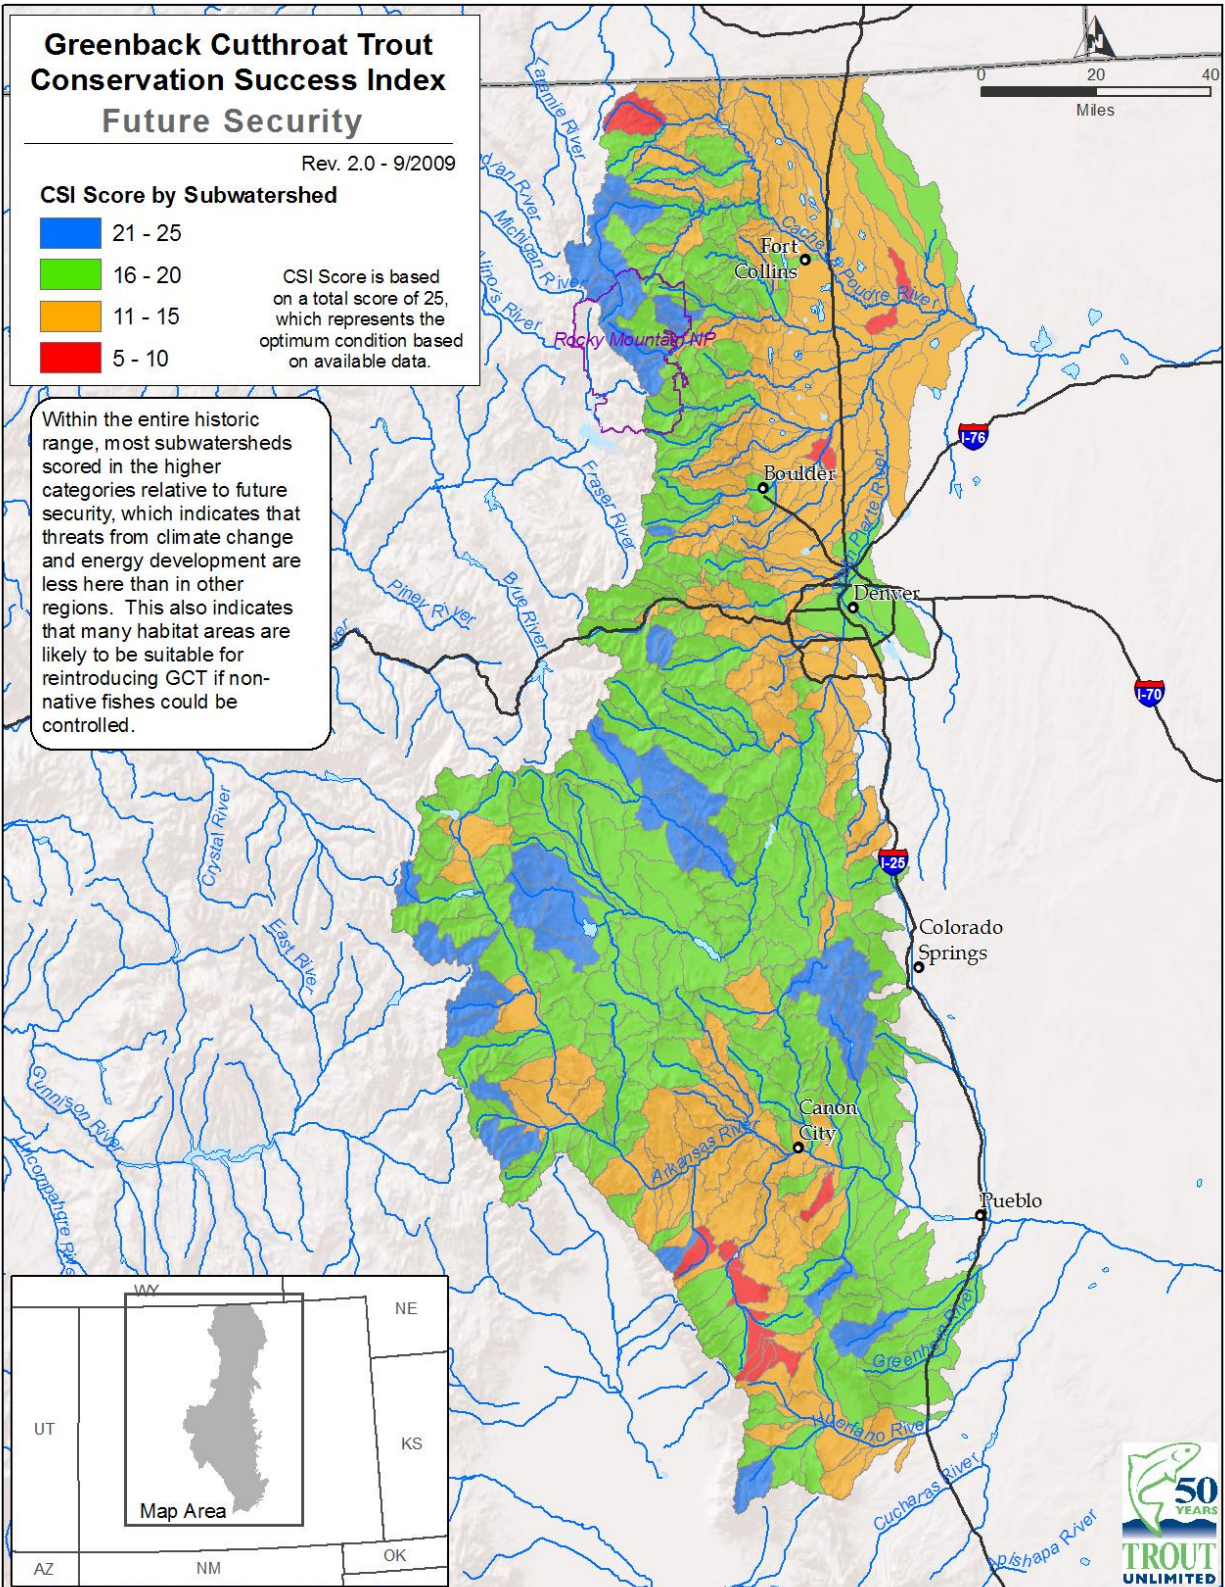 Greenback Cutthroat Trout
Conservation Success Index
Future Security
Rev. 2.0 - 9/2009
CSI Score by Subwatershed
21 - 25
16 - 20
11 - 15
5 - 10
CSI Score is based
on a total score of 25,
which represents the
optimum condition based
on available data.
Within the entire historic
range, most subwatersheds
scored in the higher
categories relative to future
security, which indicates that
threats from climate change
and energy development are
less here than in other
regions. This also indicates
that many habitat areas are
likely to be suitable for
reintroducing GCT if non-
native fishes could be
controlled.
N
0 20 40
Miles
Laramie River
River
Michigan River
River
Rocky Mountain NP
Fort
Collins
Cache La Poudre River
I-76
Boulder
Platte River
Fraser River
Denver
Piney River
Blue River
I-70
Crystal River
I-25
East River
Colorado
Springs
Gunnison River
Canon
City
Arkansas River
Pueblo
Greenhorn River
Huerfano River
Cucharas River
Apishapa River
WY
NE
UT
KS
Map Area
AZ
NM
OK
50
YEARS
TROUT
UNLIMITED